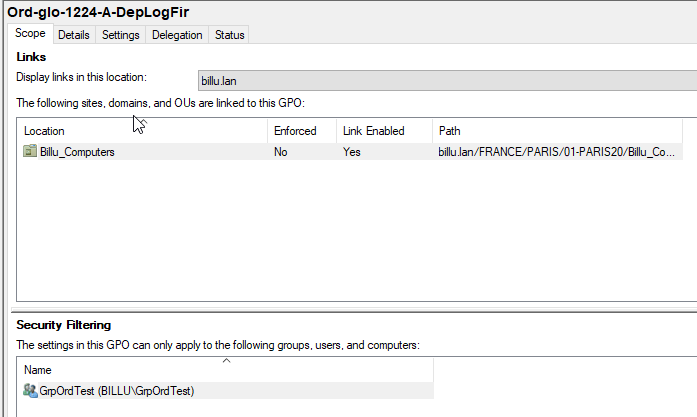 Ord-glo-1224-A-DepLogFir
Scope Details Settings Delegation Status
Links
Display links in this location: billu.lan
The following sites, domains, and OUs are linked to this GPO:
Location Enforced Link Enabled Path
Billu_Computers No Yes billu.lan/FRANCE/PARIS/01-PARIS20/Billu_Co...
Security Filtering
The settings in this GPO can only apply to the following groups, users, and computers:
Name
GrpOrdTest (BILLU\GrpOrdTest)